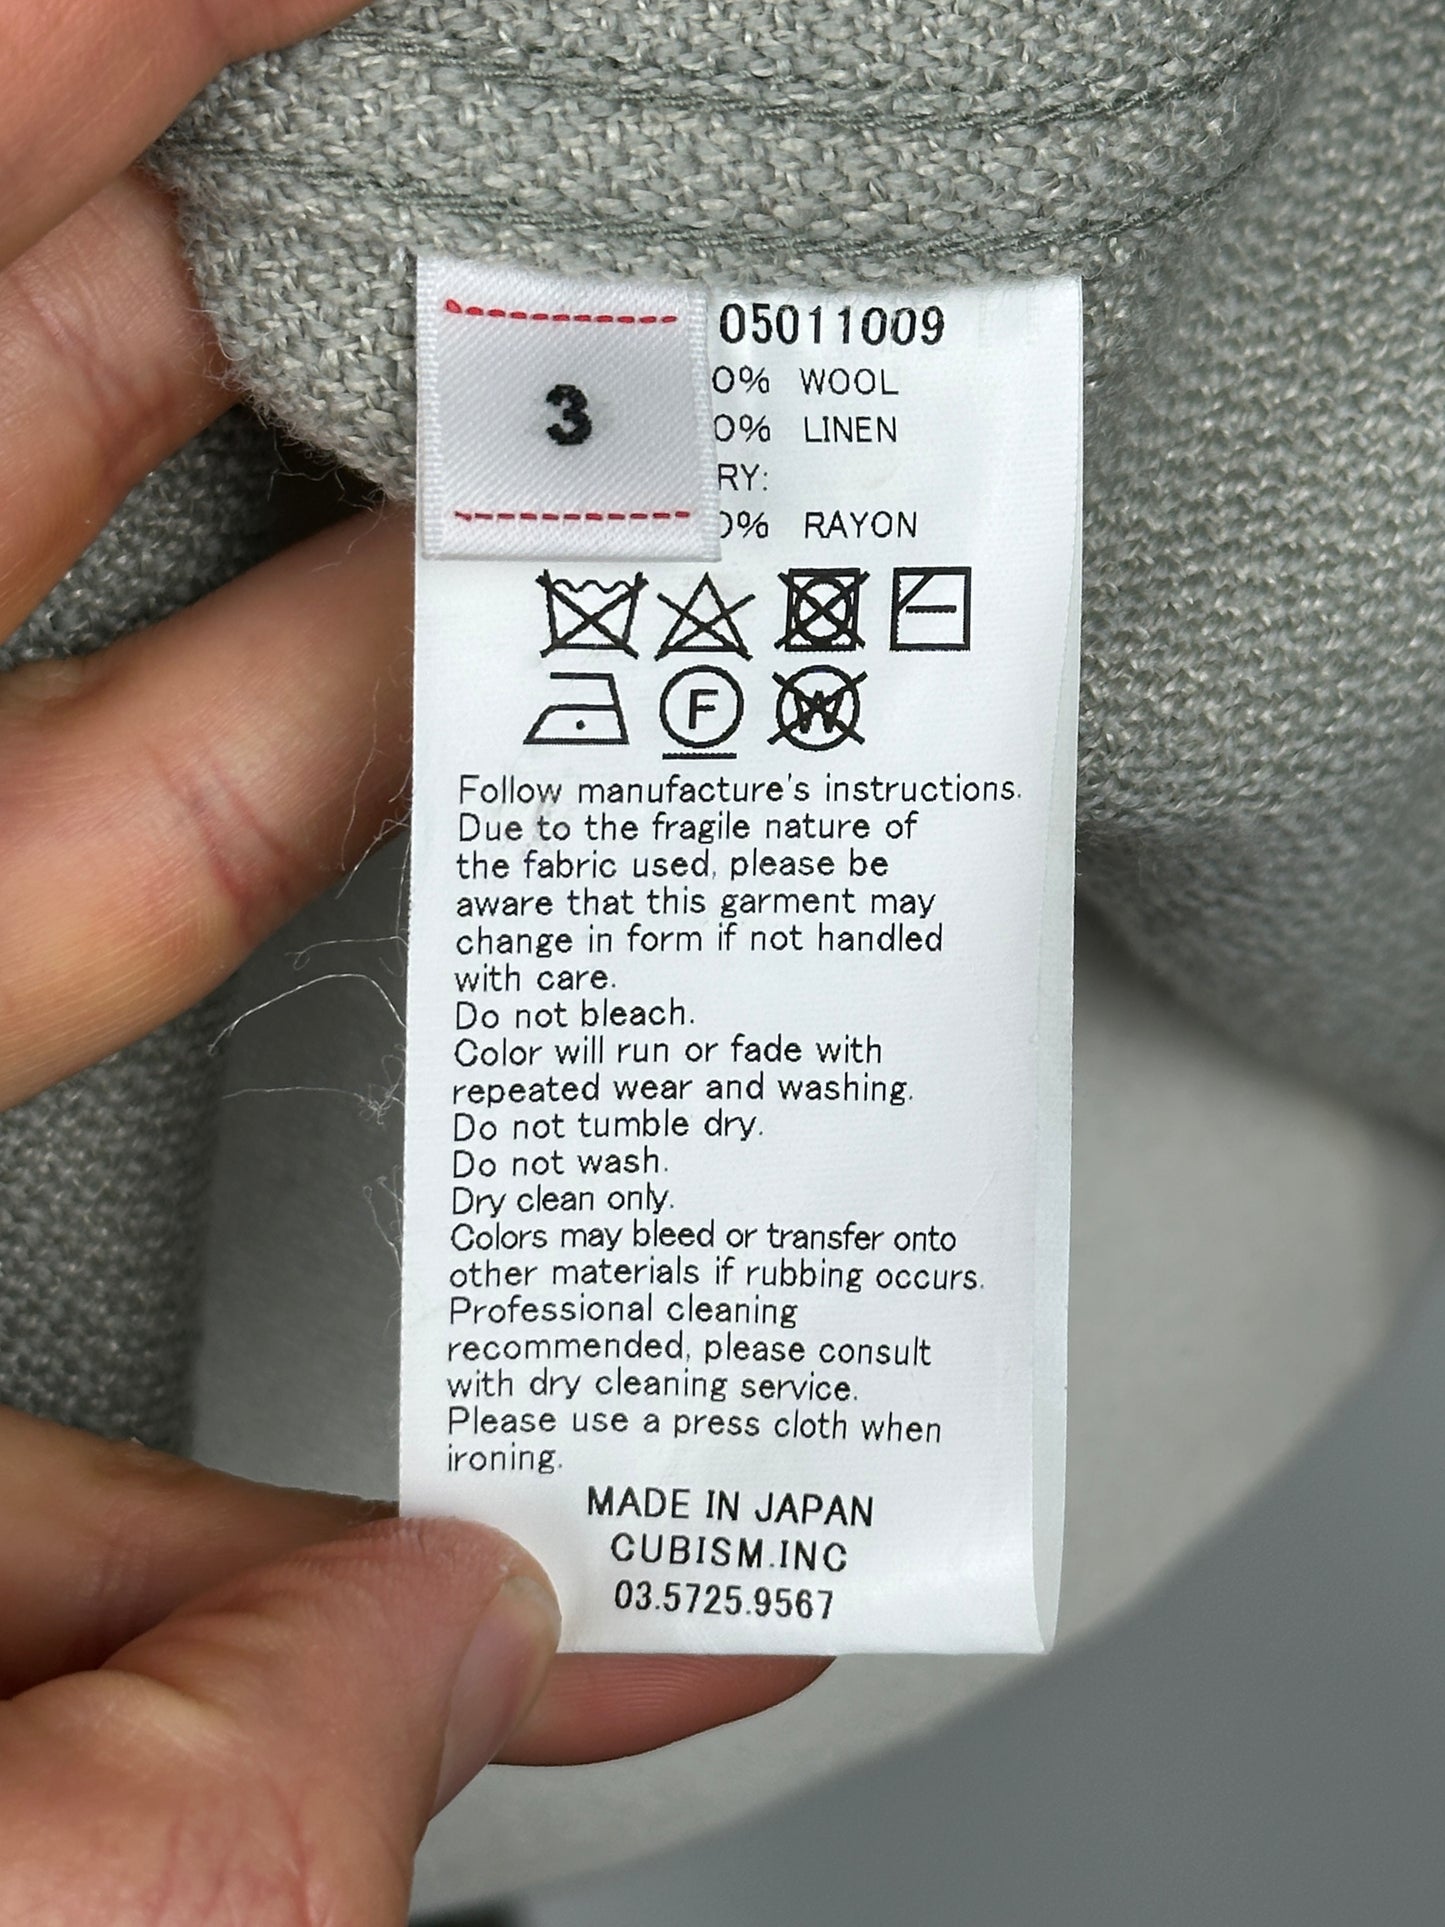 3
05011009
0% WOOL
0% LINEN
RY:
0% RAYON
F
W
Follow manufacture's instructions.
Due to the fragile nature of
the fabric used, please be
aware that this garment may
change in form if not handled
with care.
Do not bleach.
Color will run or fade with
repeated wear and washing.
Do not tumble dry.
Do not wash.
Dry clean only.
Colors may bleed or transfer onto
other materials if rubbing occurs.
Professional cleaning
recommended, please consult
with dry cleaning service.
Please use a press cloth when
ironing.
MADE IN JAPAN
CUBISM.INC
03.5725.9567